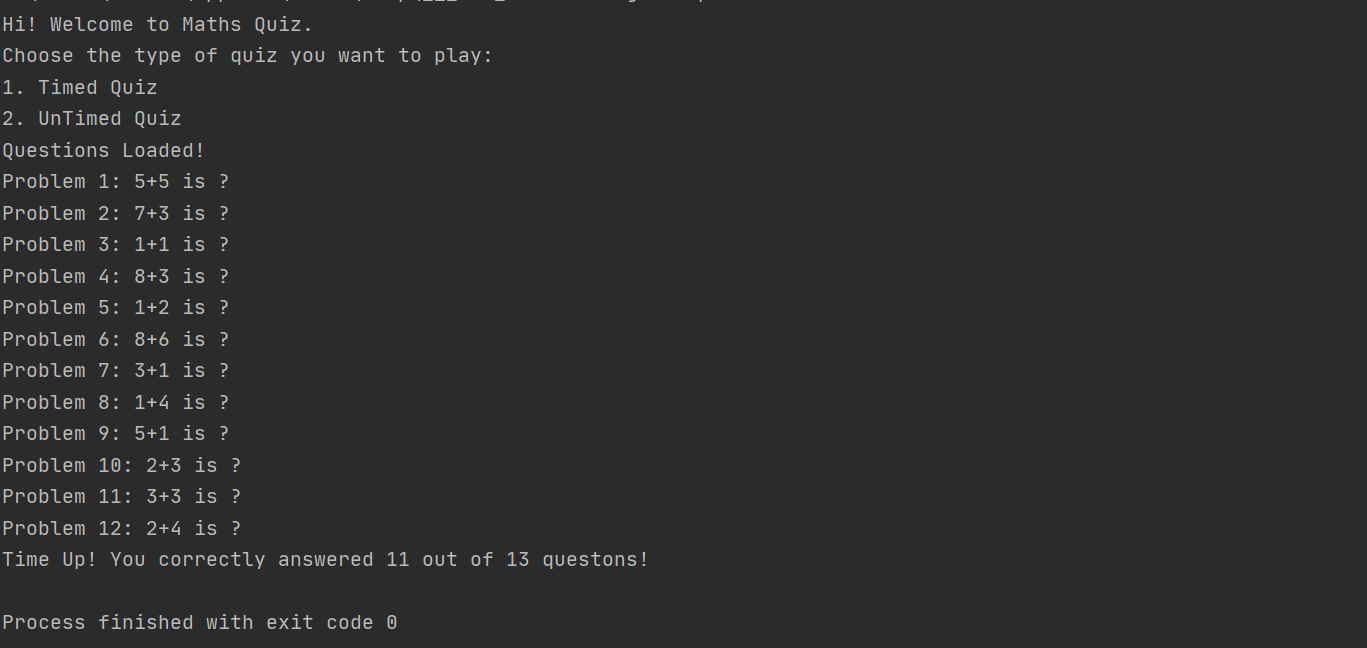 Hi! Welcome to Maths Quiz.
Choose the type of quiz you want to play:
1. Timed Quiz
2. UnTimed Quiz
Questions Loaded!
Problem 1: 5+5 is ?
Problem 2: 7+3 is ?
Problem 3: 1+1 is ?
Problem 4: 8+3 is ?
Problem 5: 1+2 is ?
Problem 6: 8+6 is ?
Problem 7: 3+1 is ?
Problem 8: 1+4 is ?
Problem 9: 5+1 is ?
Problem 10: 2+3 is ?
Problem 11: 3+3 is ?
Problem 12: 2+4 is ?
Time Up! You correctly answered 11 out of 13 questons!
Process finished with exit code 0